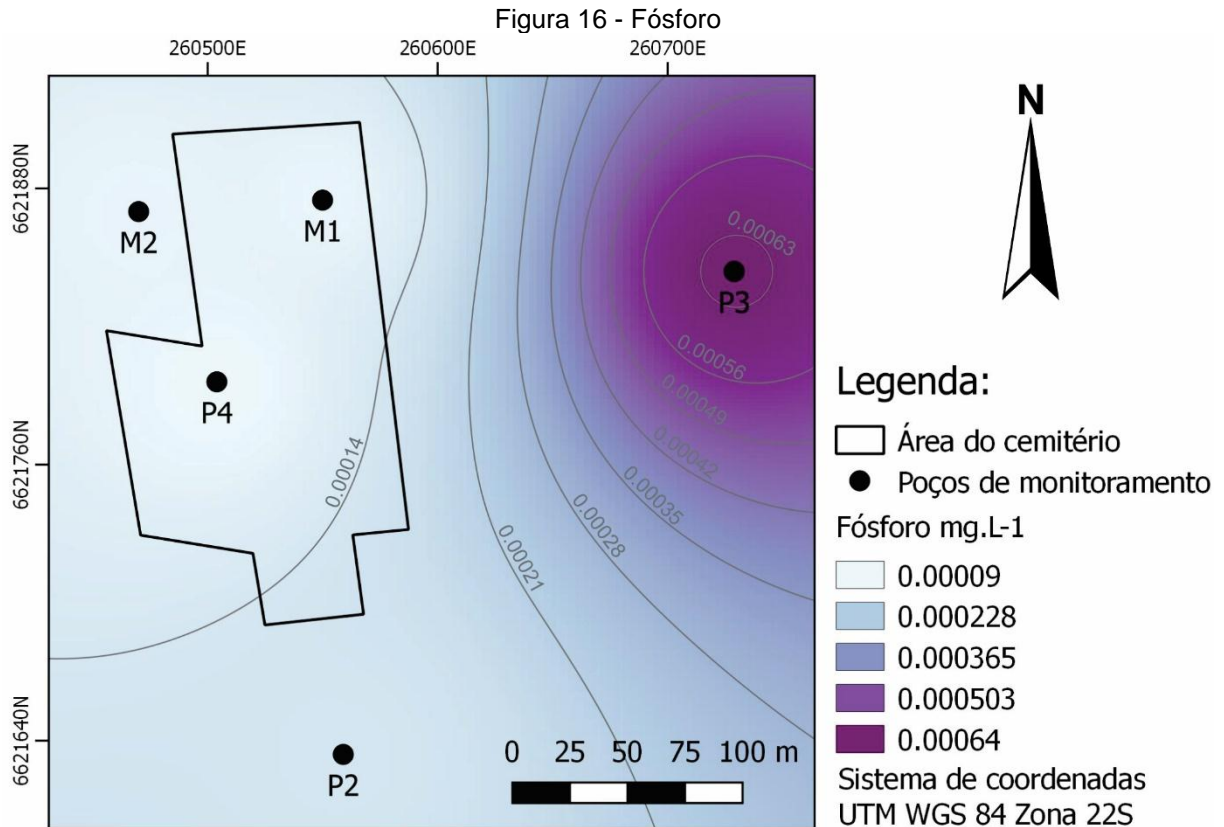 Figura 16 - Fósforo
260500E 260600E 260700E
6621880N
6621760N
6621640N
M2
M1
P4
P3
P2
0.00063
0.00056
0.00049
0.00042
0.00035
0.00028
0.00021
0.00014
0 25 50 75 100 m
N
Legenda:
Área do cemitério
Poços de monitoramento
Fósforo mg.L-1
0.00009
0.000228
0.000365
0.000503
0.00064
Sistema de coordenadas
UTM WGS 84 Zona 22S